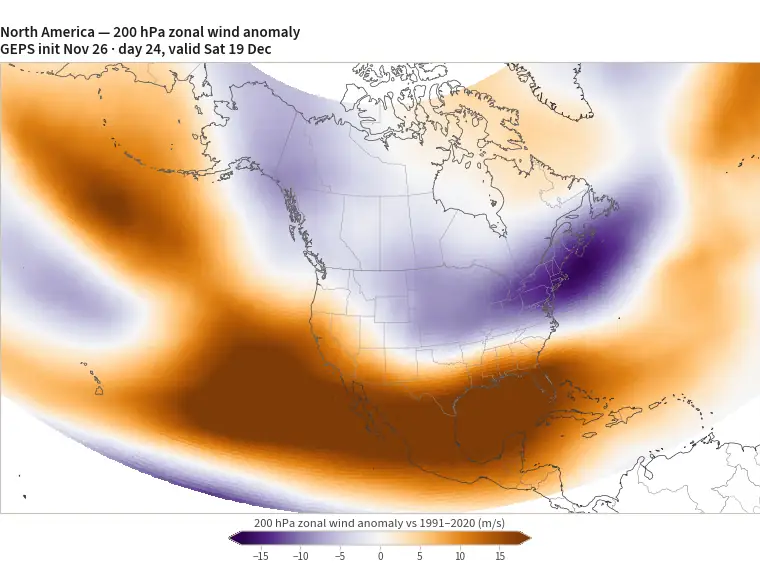 North America — 200 hPa zonal wind anomaly
GEPS init Nov 26 · day 24, valid Sat 19 Dec
200 hPa zonal wind anomaly vs 1991–2020 (m/s)
−15 −10 −5 0 5 10 15